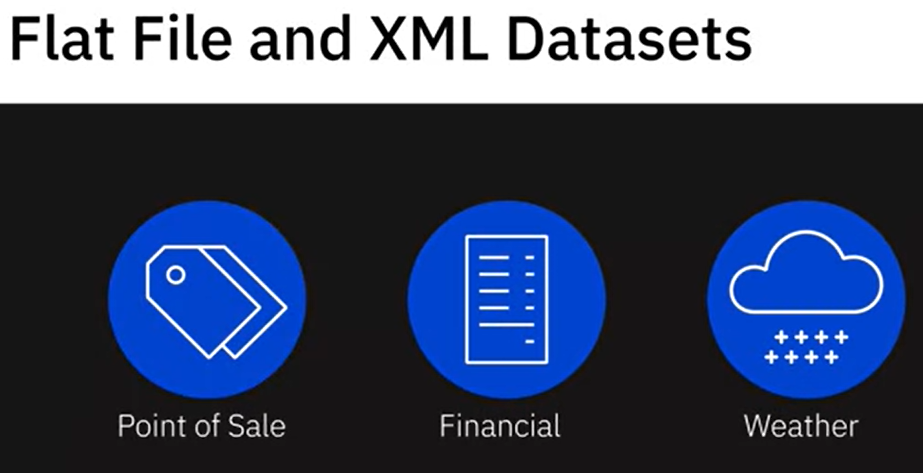 Flat File and XML Datasets
Point of Sale
Financial
Weather